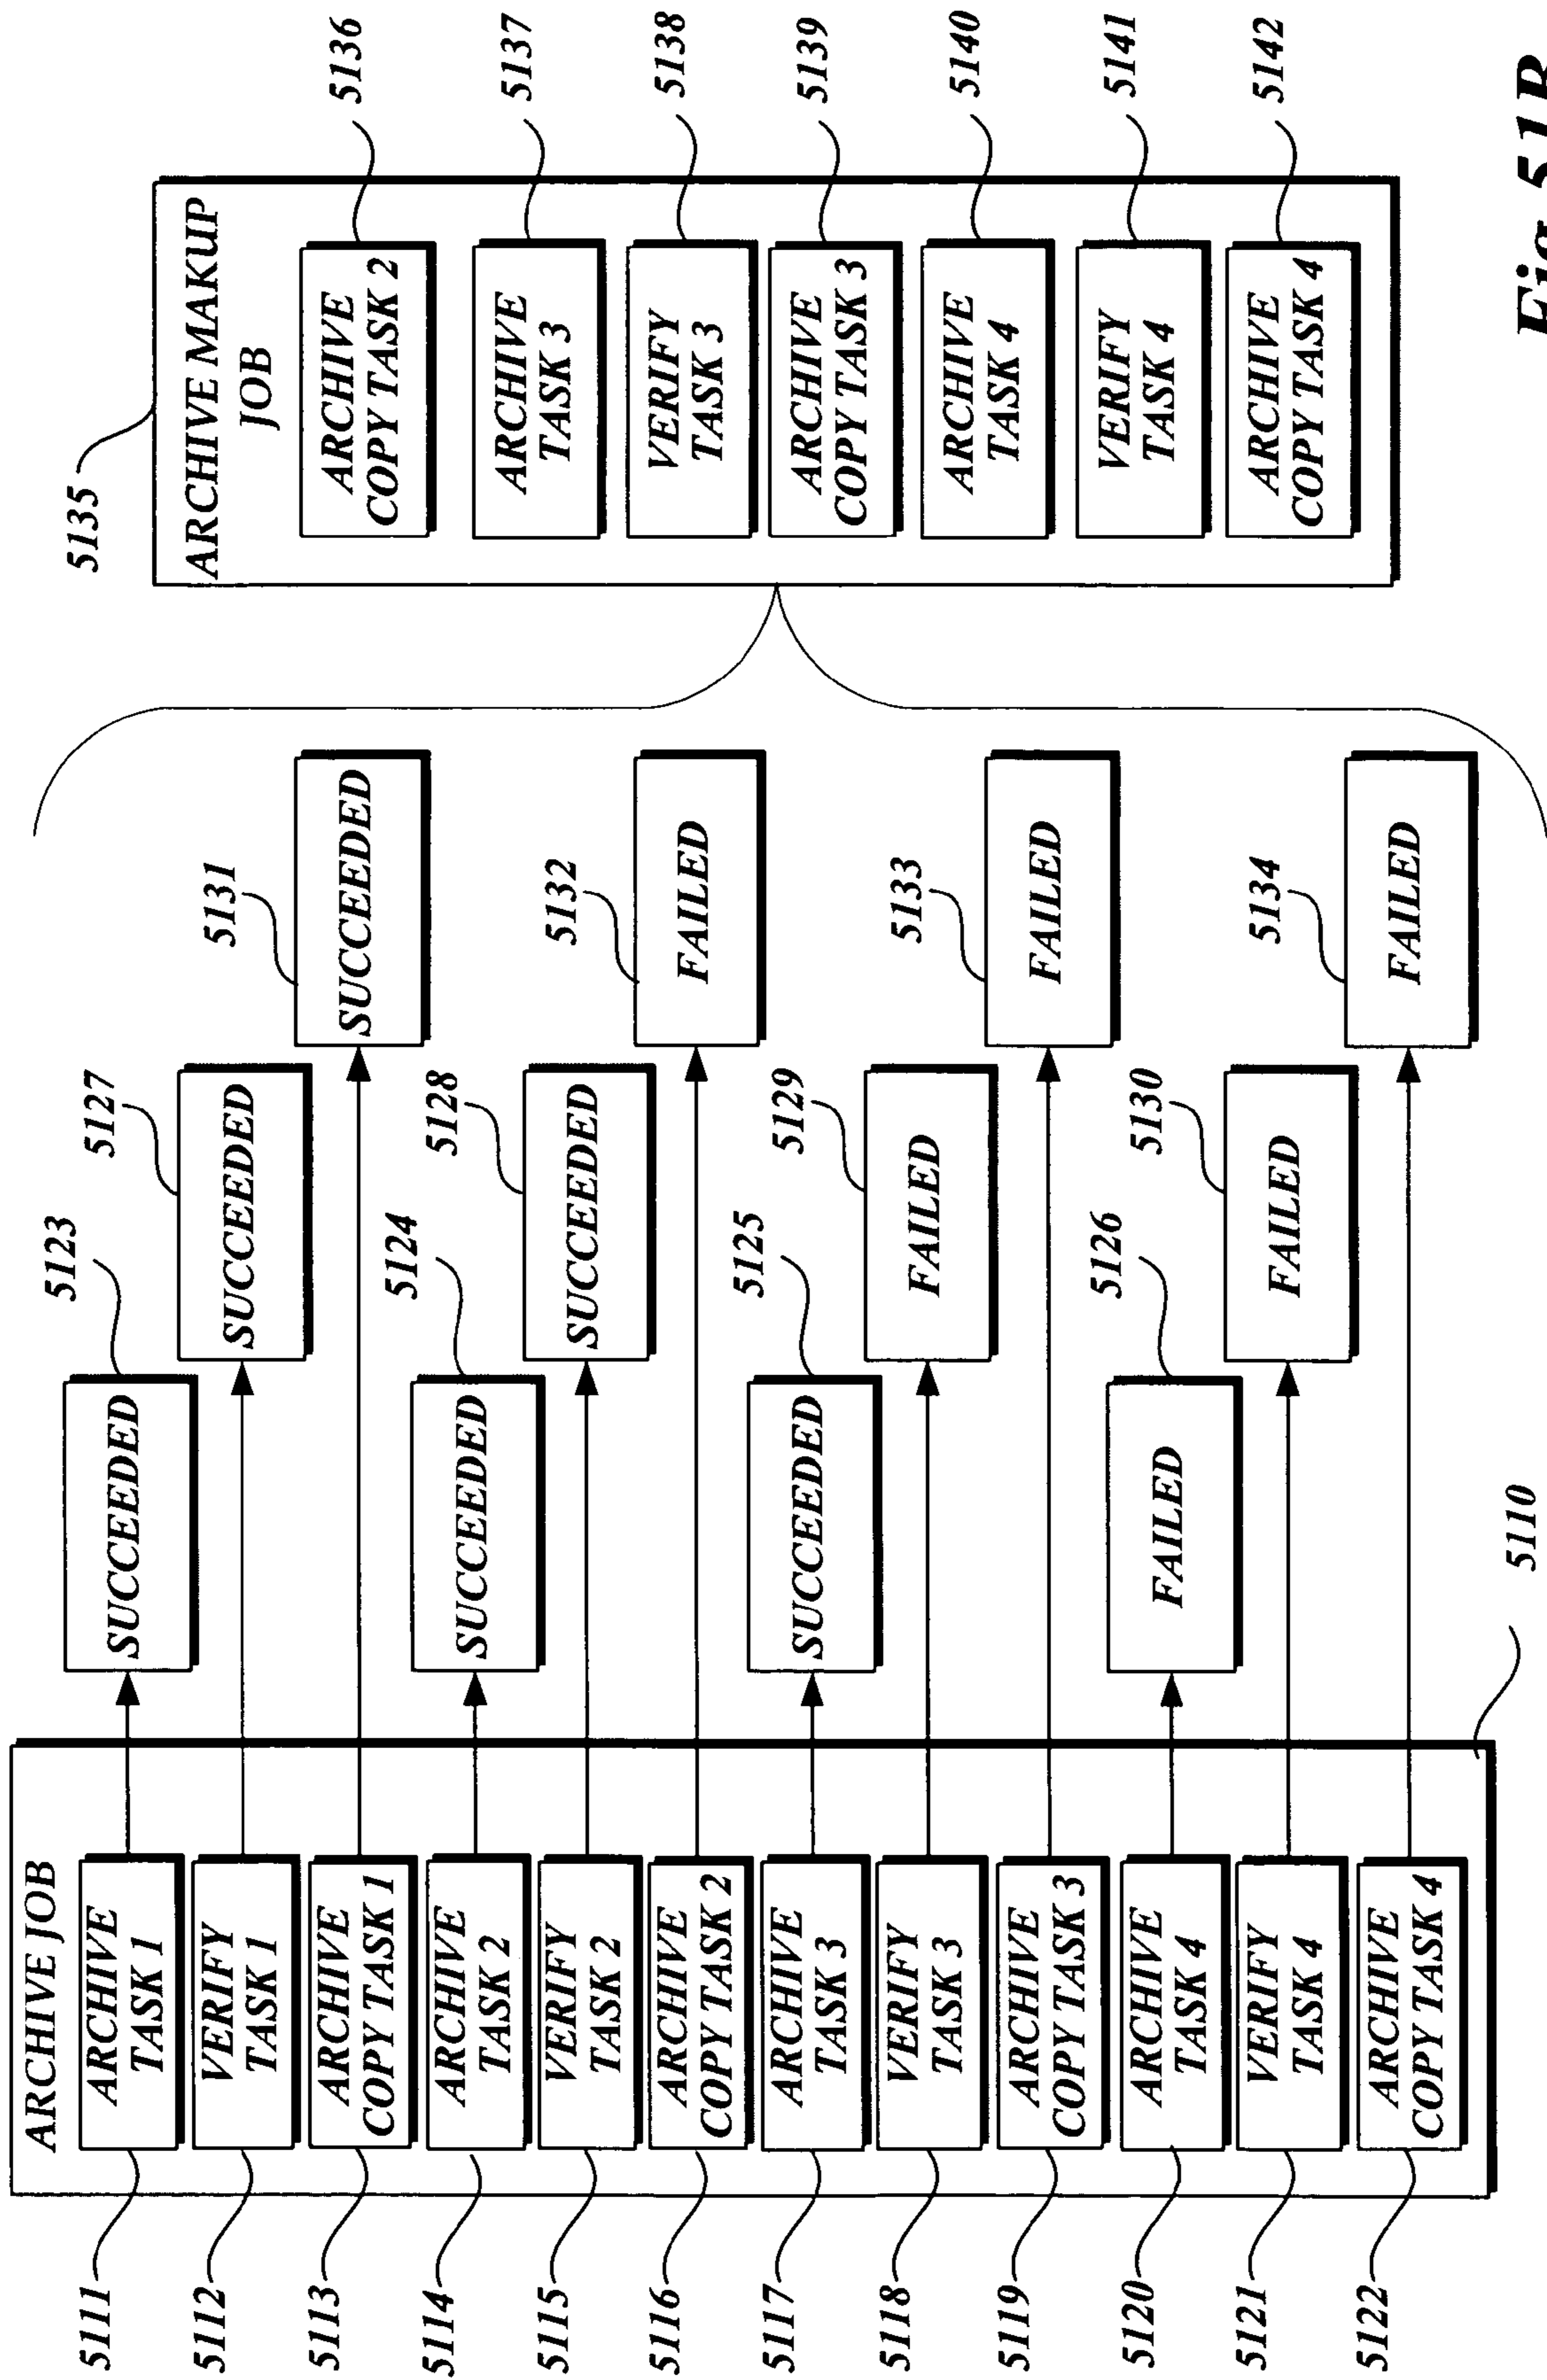 ARCHIVE JOB
5111
ARCHIVE
TASK 1
5112
VERIFY
TASK 1
5113
ARCHIVE
COPY TASK 1
5114
ARCHIVE
TASK 2
5115
VERIFY
TASK 2
5116
ARCHIVE
COPY TASK 2
5117
ARCHIVE
TASK 3
5118
VERIFY
TASK 3
5119
ARCHIVE
COPY TASK 3
5120
ARCHIVE
TASK 4
5121
VERIFY
TASK 4
5122
ARCHIVE
COPY TASK 4
5110
5123
SUCCEEDED
5124
SUCCEEDED
5125
SUCCEEDED
5126
FAILED
5127
SUCCEEDED
5128
SUCCEEDED
5129
FAILED
5130
FAILED
5131
SUCCEEDED
5132
FAILED
5133
FAILED
5134
FAILED
5135
ARCHIVE MAKUP
JOB
ARCHIVE
COPY TASK 2
5136
ARCHIVE
TASK 3
5137
VERIFY
TASK 3
5138
ARCHIVE
COPY TASK 3
5139
ARCHIVE
TASK 4
5140
VERIFY
TASK 4
5141
ARCHIVE
COPY TASK 4
5142
Fig.51B